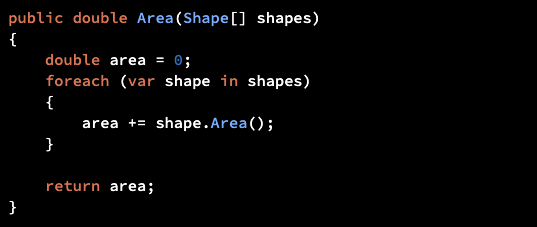 public double Area(Shape[] shapes)
{
    double area = 0;
    foreach (var shape in shapes)
    {
        area += shape.Area();
    }

    return area;
}